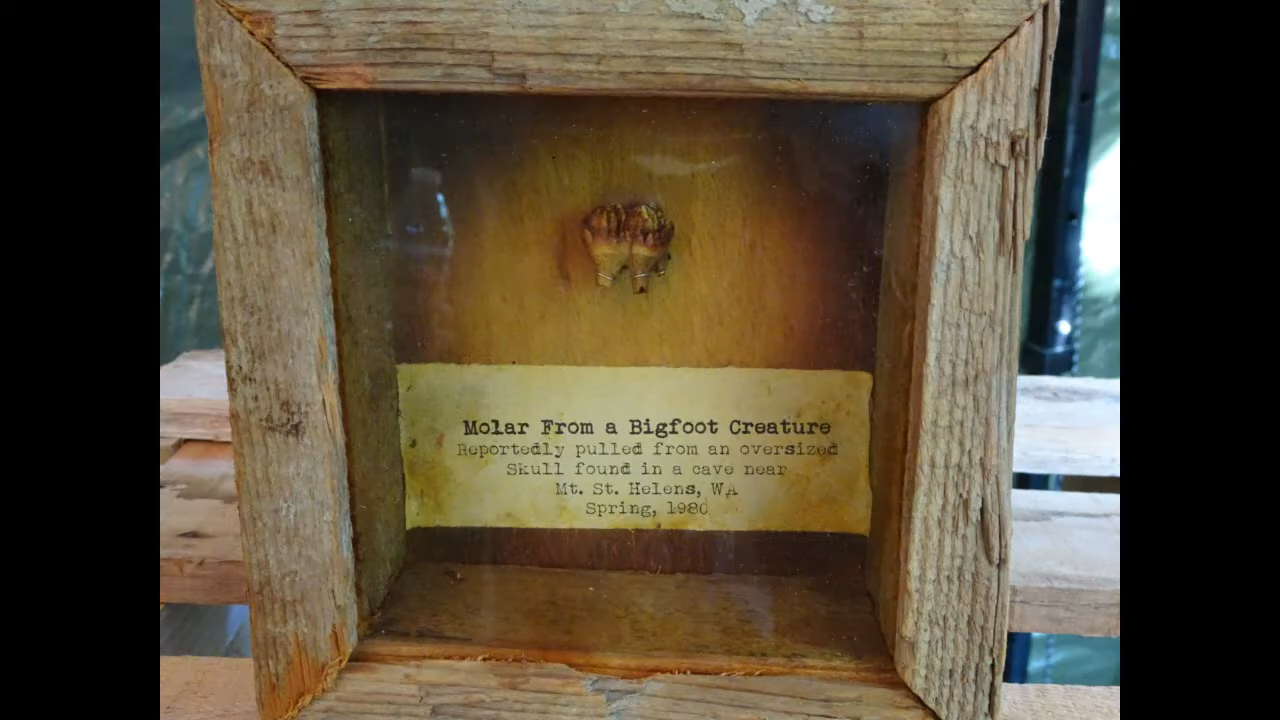 Molar From a Bigfoot Creature
Reportedly pulled from an oversized
Skull found in a cave near
Mt. St. Helens, WA
Spring, 1980